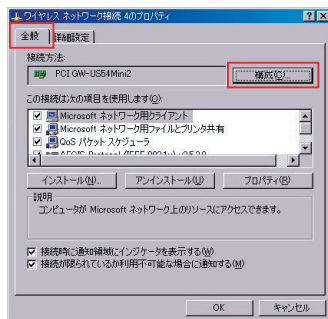 ワイヤレス ネットワーク接続 4のプロパティ
全般 詳細設定
接続方法:
PCI GW-US54Mini2
構成(C)...
この接続は次の項目を使用します(O):
Microsoft ネットワーク用クライアント
Microsoft ネットワーク用ファイルとプリンタ共有
QoS パケット スケジューラ
AEGIS Protocol (IEEE 802.1x) v3.5.3.0
インストール(N)... アンインストール(U) プロパティ(R)
説明
コンピュータが Microsoft ネットワーク上のリソースにアクセスできます。
接続時に通知領域にインジケータを表示する(W)
接続が限られているか利用不可能な場合に通知する(M)
OK キャンセル